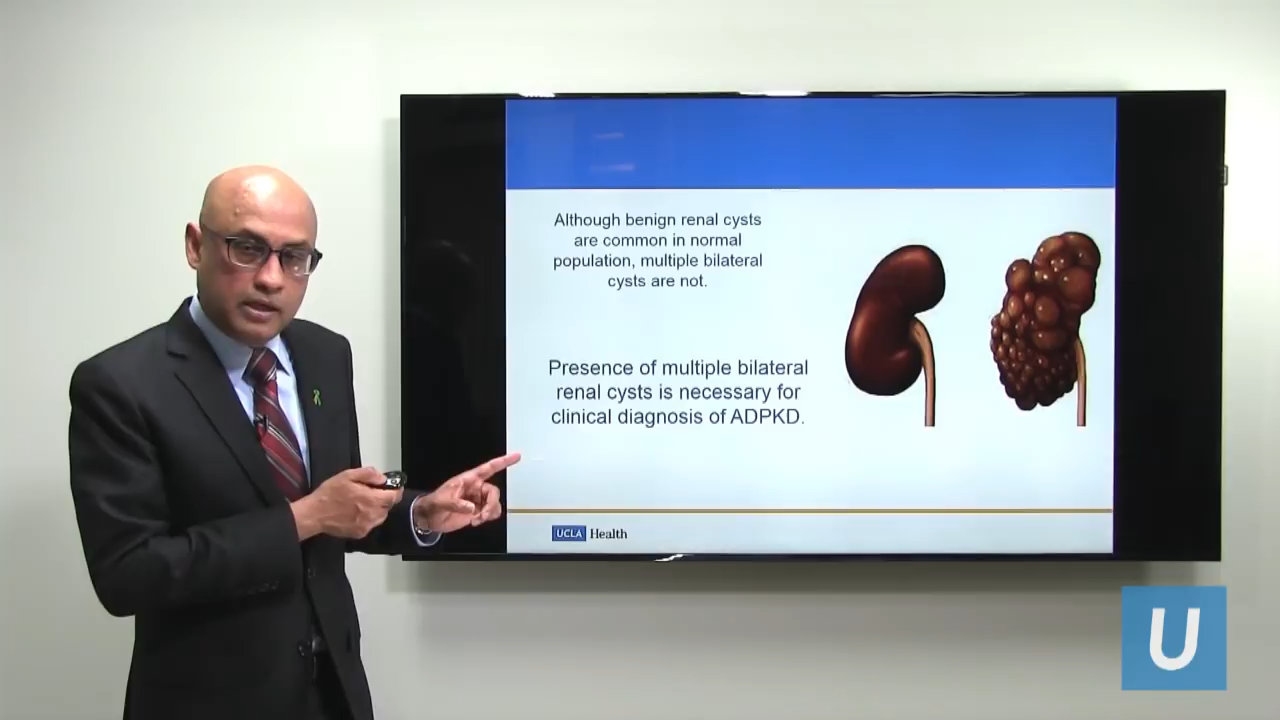 Although benign renal cysts
are common in normal
population, multiple bilateral
cysts are not.
Presence of multiple bilateral
renal cysts is necessary for
clinical diagnosis of ADPKD.
UCLA Health
U